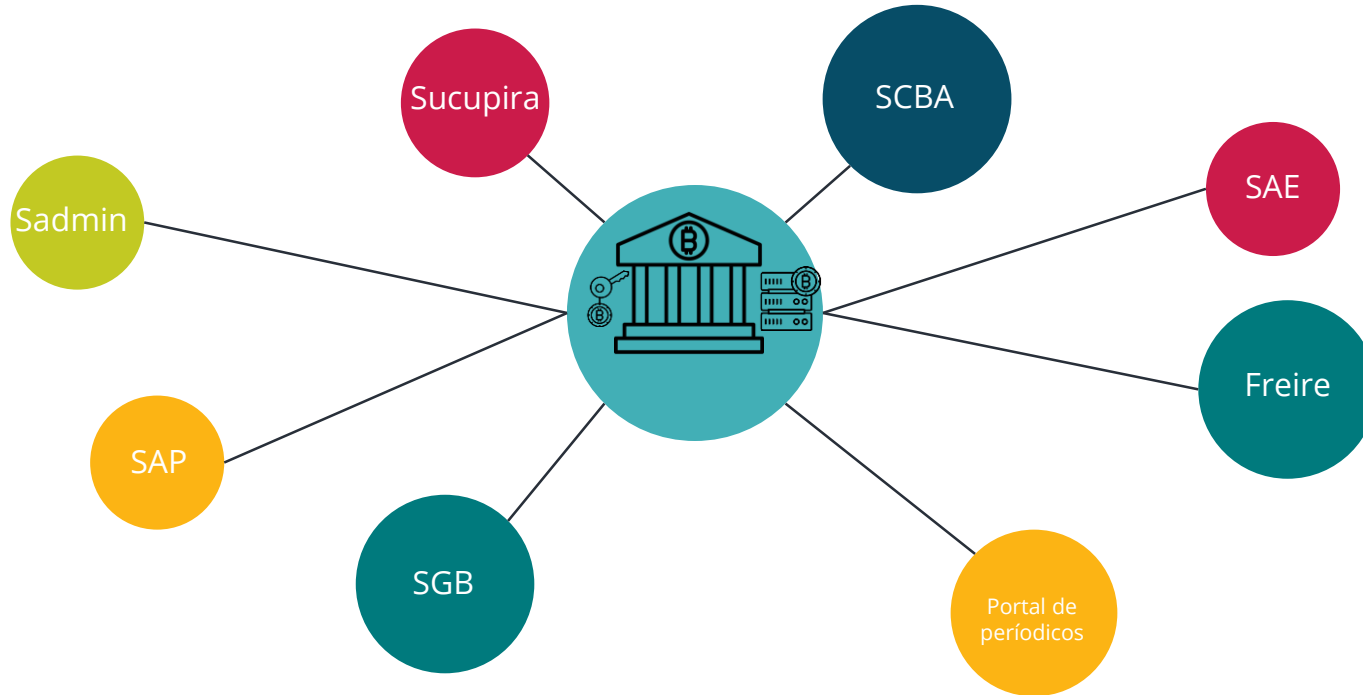 Sucupira
SCBA
SAE
Sadmin
Freire
SAP
SGB
Portal de
períodicos